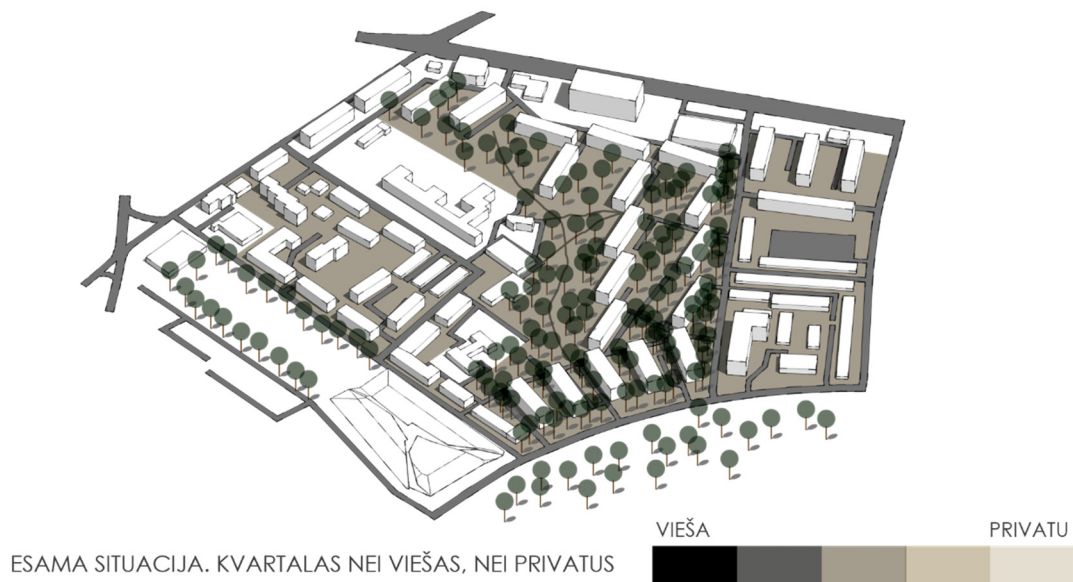 VIEŠA
PRIVATU
ESAMA SITUACIJA. KVARTALAS NEI VIEŠAS, NEI PRIVATUS